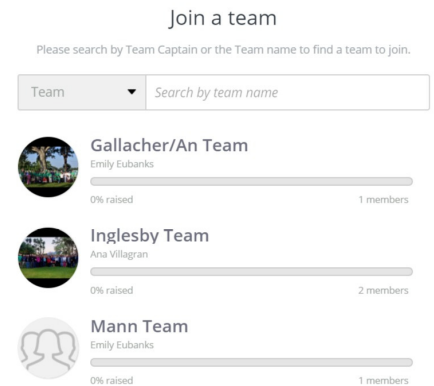 Join a team
Please search by Team Captain or the Team name to find a team to join.
Team Search by team name
Gallacher/An Team
Emily Eubanks
0% raised 1 members
Inglesby Team
Ana Villagran
0% raised 2 members
Mann Team
Emily Eubanks
0% raised 1 members